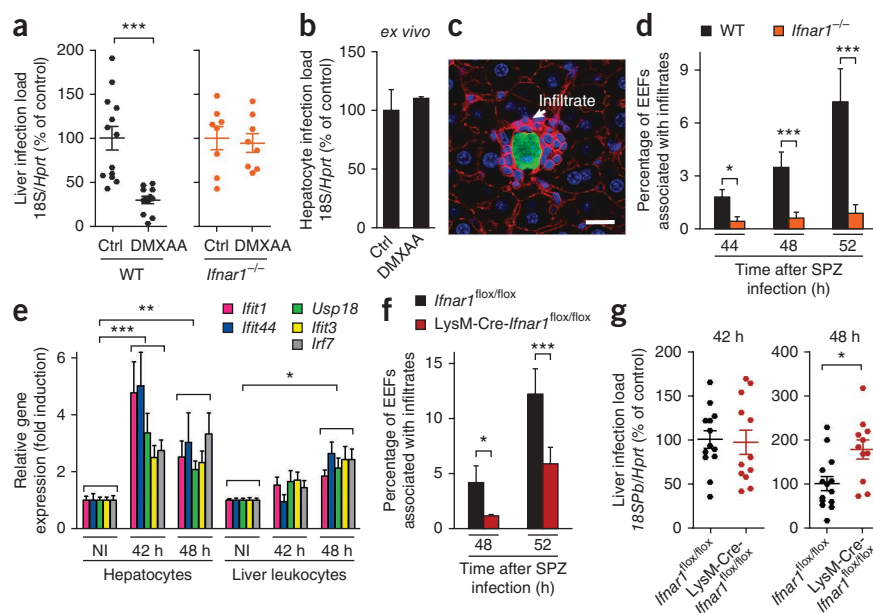 a
***
Liver infection load
18S/Hprt (% of control)
200
150
100
50
0
Ctrl DMXAA
WT
Ctrl DMXAA
Ifnar1–/–
b
ex vivo
Hepatocyte infection load
18S/Hprt (% of control)
200
150
100
50
0
Ctrl
DMXAA
c
Infiltrate
d
WT
Ifnar1–/–
Percentage of EEFs
associated with infiltrates
9
6
3
0
*
***
***
44
48
52
Time after SPZ
infection (h)
e
Ifit1
Ifit44
Usp18
Ifit3
Irf7
Relative gene
expression (fold induction)
6
4
2
0
***
**
*
NI
42 h
48 h
NI
42 h
48 h
Hepatocytes
Liver leukocytes
f
Ifnar1flox/flox
LysM-Cre-Ifnar1flox/flox
Percentage of EEFs
associated with infiltrates
15
10
5
0
*
***
48
52
Time after SPZ
infection (h)
g
42 h
48 h
Liver infection load
18SPb/Hprt (% of control)
200
150
100
50
0
400
300
200
100
0
*
Ifnar1flox/flox
LysM-Cre-
Ifnar1flox/flox
Ifnar1flox/flox
LysM-Cre-
Ifnar1flox/flox